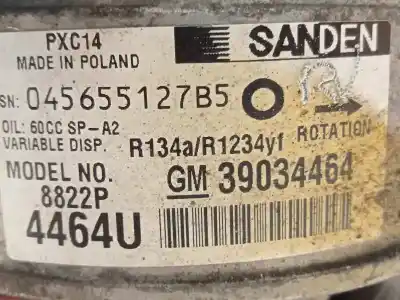 PXC14
MADE IN POLAND
SANDEN
SN: 045655127B5
OIL: 60CC SP-A2
VARIABLE DISP.
R134a/R1234yf
ROTATION
MODEL NO.
8822P
GM 39034464
4464U